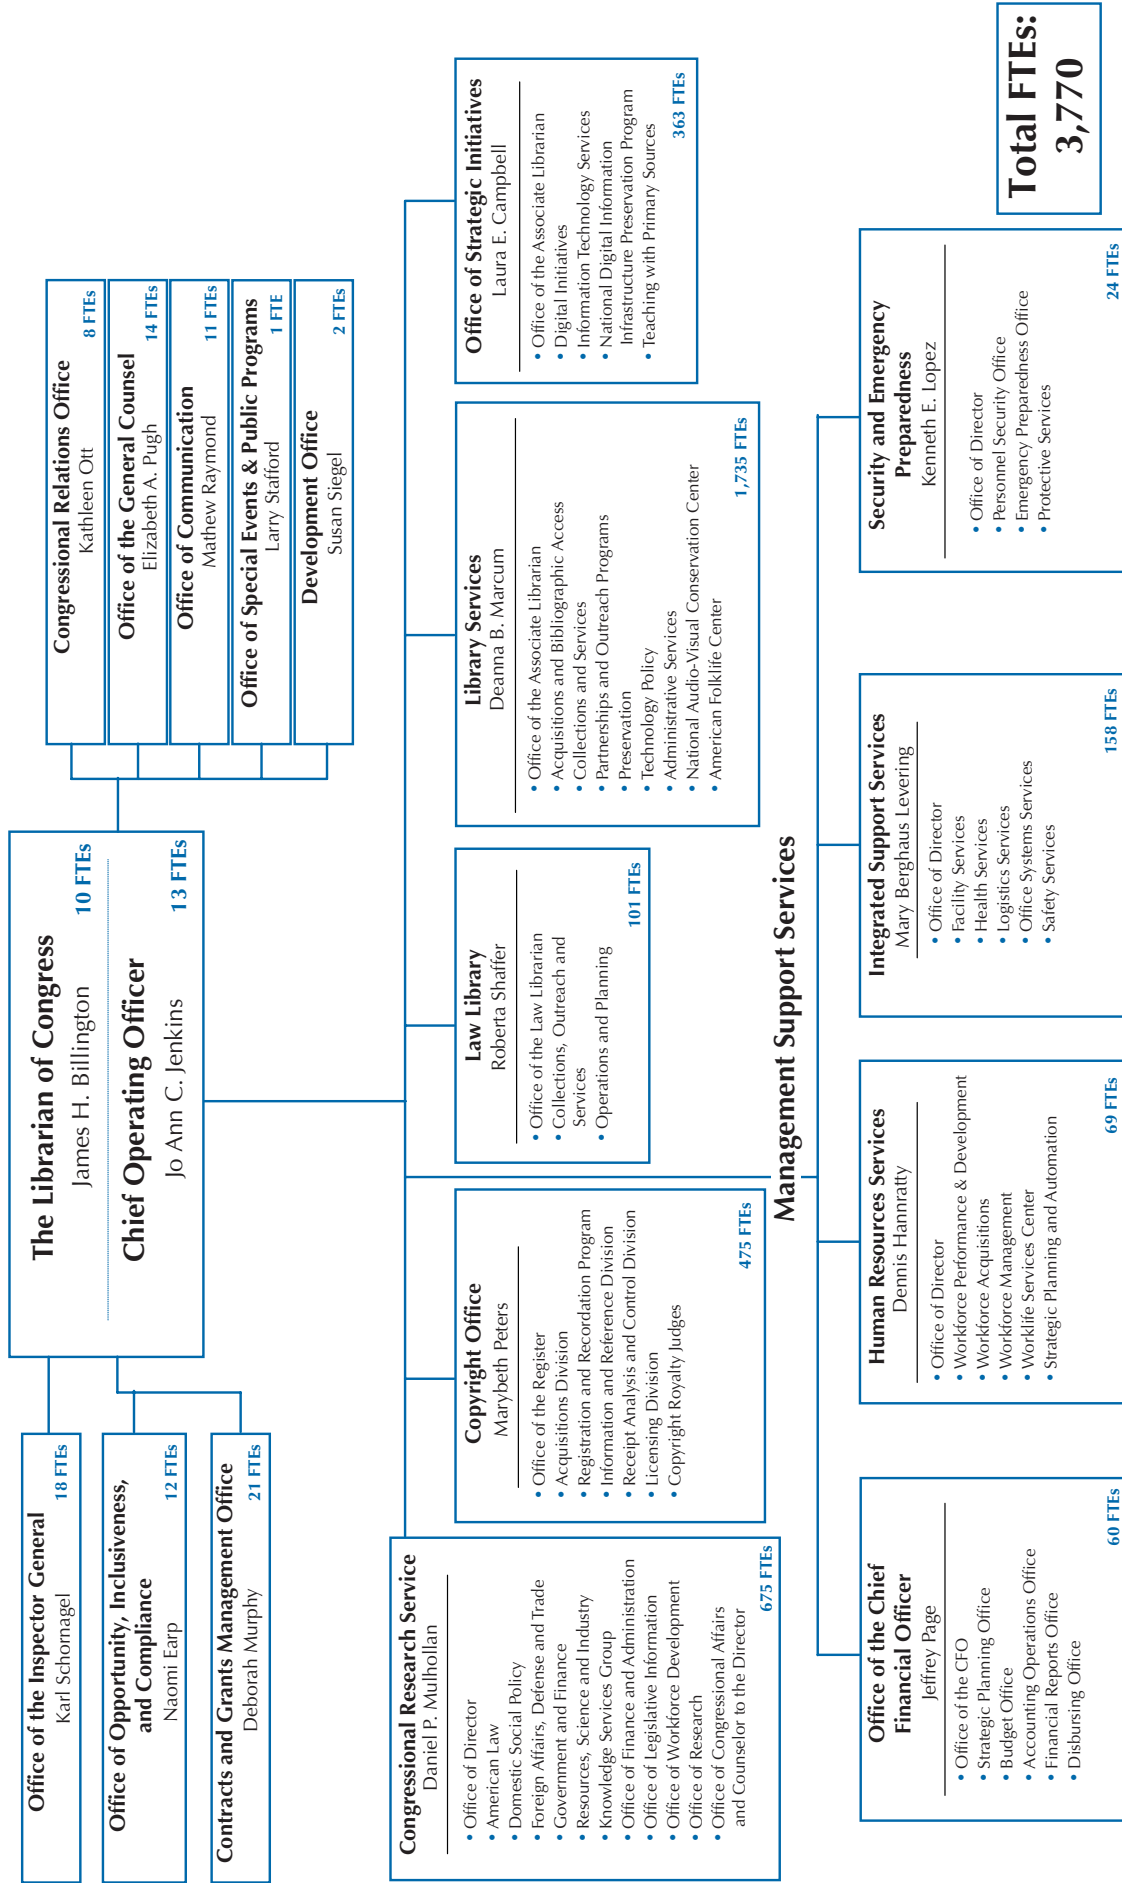 The Librarian of Congress
James H. Billington
10 FTEs
Chief Operating Officer
Jo Ann C. Jenkins
13 FTEs
Office of the Inspector General
Karl Schornagel
18 FTEs
Office of Opportunity, Inclusiveness,
and Compliance
Naomi Earp
12 FTEs
Contracts and Grants Management Office
Deborah Murphy
21 FTEs
Congressional Relations Office
Kathleen Ott
8 FTEs
Office of the General Counsel
Elizabeth A. Pugh
14 FTEs
Office of Communication
Mathew Raymond
11 FTEs
Office of Special Events & Public Programs
Larry Stafford
1 FTE
Development Office
Susan Siegel
2 FTEs
Congressional Research Service
Daniel P. Mulhollan
• Office of Director
• American Law
• Domestic Social Policy
• Foreign Affairs, Defense and Trade
• Government and Finance
• Resources, Science and Industry
• Knowledge Services Group
• Office of Finance and Administration
• Office of Legislative Information
• Office of Workforce Development
• Office of Research
• Office of Congressional Affairs
and Counselor to the Director
675 FTEs
Copyright Office
Marybeth Peters
• Office of the Register
• Acquisitions Division
• Registration and Recordation Program
• Information and Reference Division
• Receipt Analysis and Control Division
• Licensing Division
• Copyright Royalty Judges
475 FTEs
Law Library
Roberta Shaffer
• Office of the Law Librarian
• Collections, Outreach and
Services
• Operations and Planning
101 FTEs
Library Services
Deanna B. Marcum
• Office of the Associate Librarian
• Acquisitions and Bibliographic Access
• Collections and Services
• Partnerships and Outreach Programs
• Preservation
• Technology Policy
• Administrative Services
• National Audio-Visual Conservation Center
• American Folklife Center
1,735 FTEs
Office of Strategic Initiatives
Laura E. Campbell
• Office of the Associate Librarian
• Digital Initiatives
• Information Technology Services
• National Digital Information
Infrastructure Preservation Program
• Teaching with Primary Sources
363 FTEs
Management Support Services
Office of the Chief
Financial Officer
Jeffrey Page
• Office of the CFO
• Strategic Planning Office
• Budget Office
• Accounting Operations Office
• Financial Reports Office
• Disbursing Office
60 FTEs
Human Resources Services
Dennis Hannratty
• Office of Director
• Workforce Performance & Development
• Workforce Acquisitions
• Workforce Management
• Worklife Services Center
• Strategic Planning and Automation
69 FTEs
Integrated Support Services
Mary Berghaus Levering
• Office of Director
• Facility Services
• Health Services
• Logistics Services
• Office Systems Services
• Safety Services
158 FTEs
Security and Emergency
Preparedness
Kenneth E. Lopez
• Office of Director
• Personnel Security Office
• Emergency Preparedness Office
• Protective Services
24 FTEs
Total FTEs:
3,770